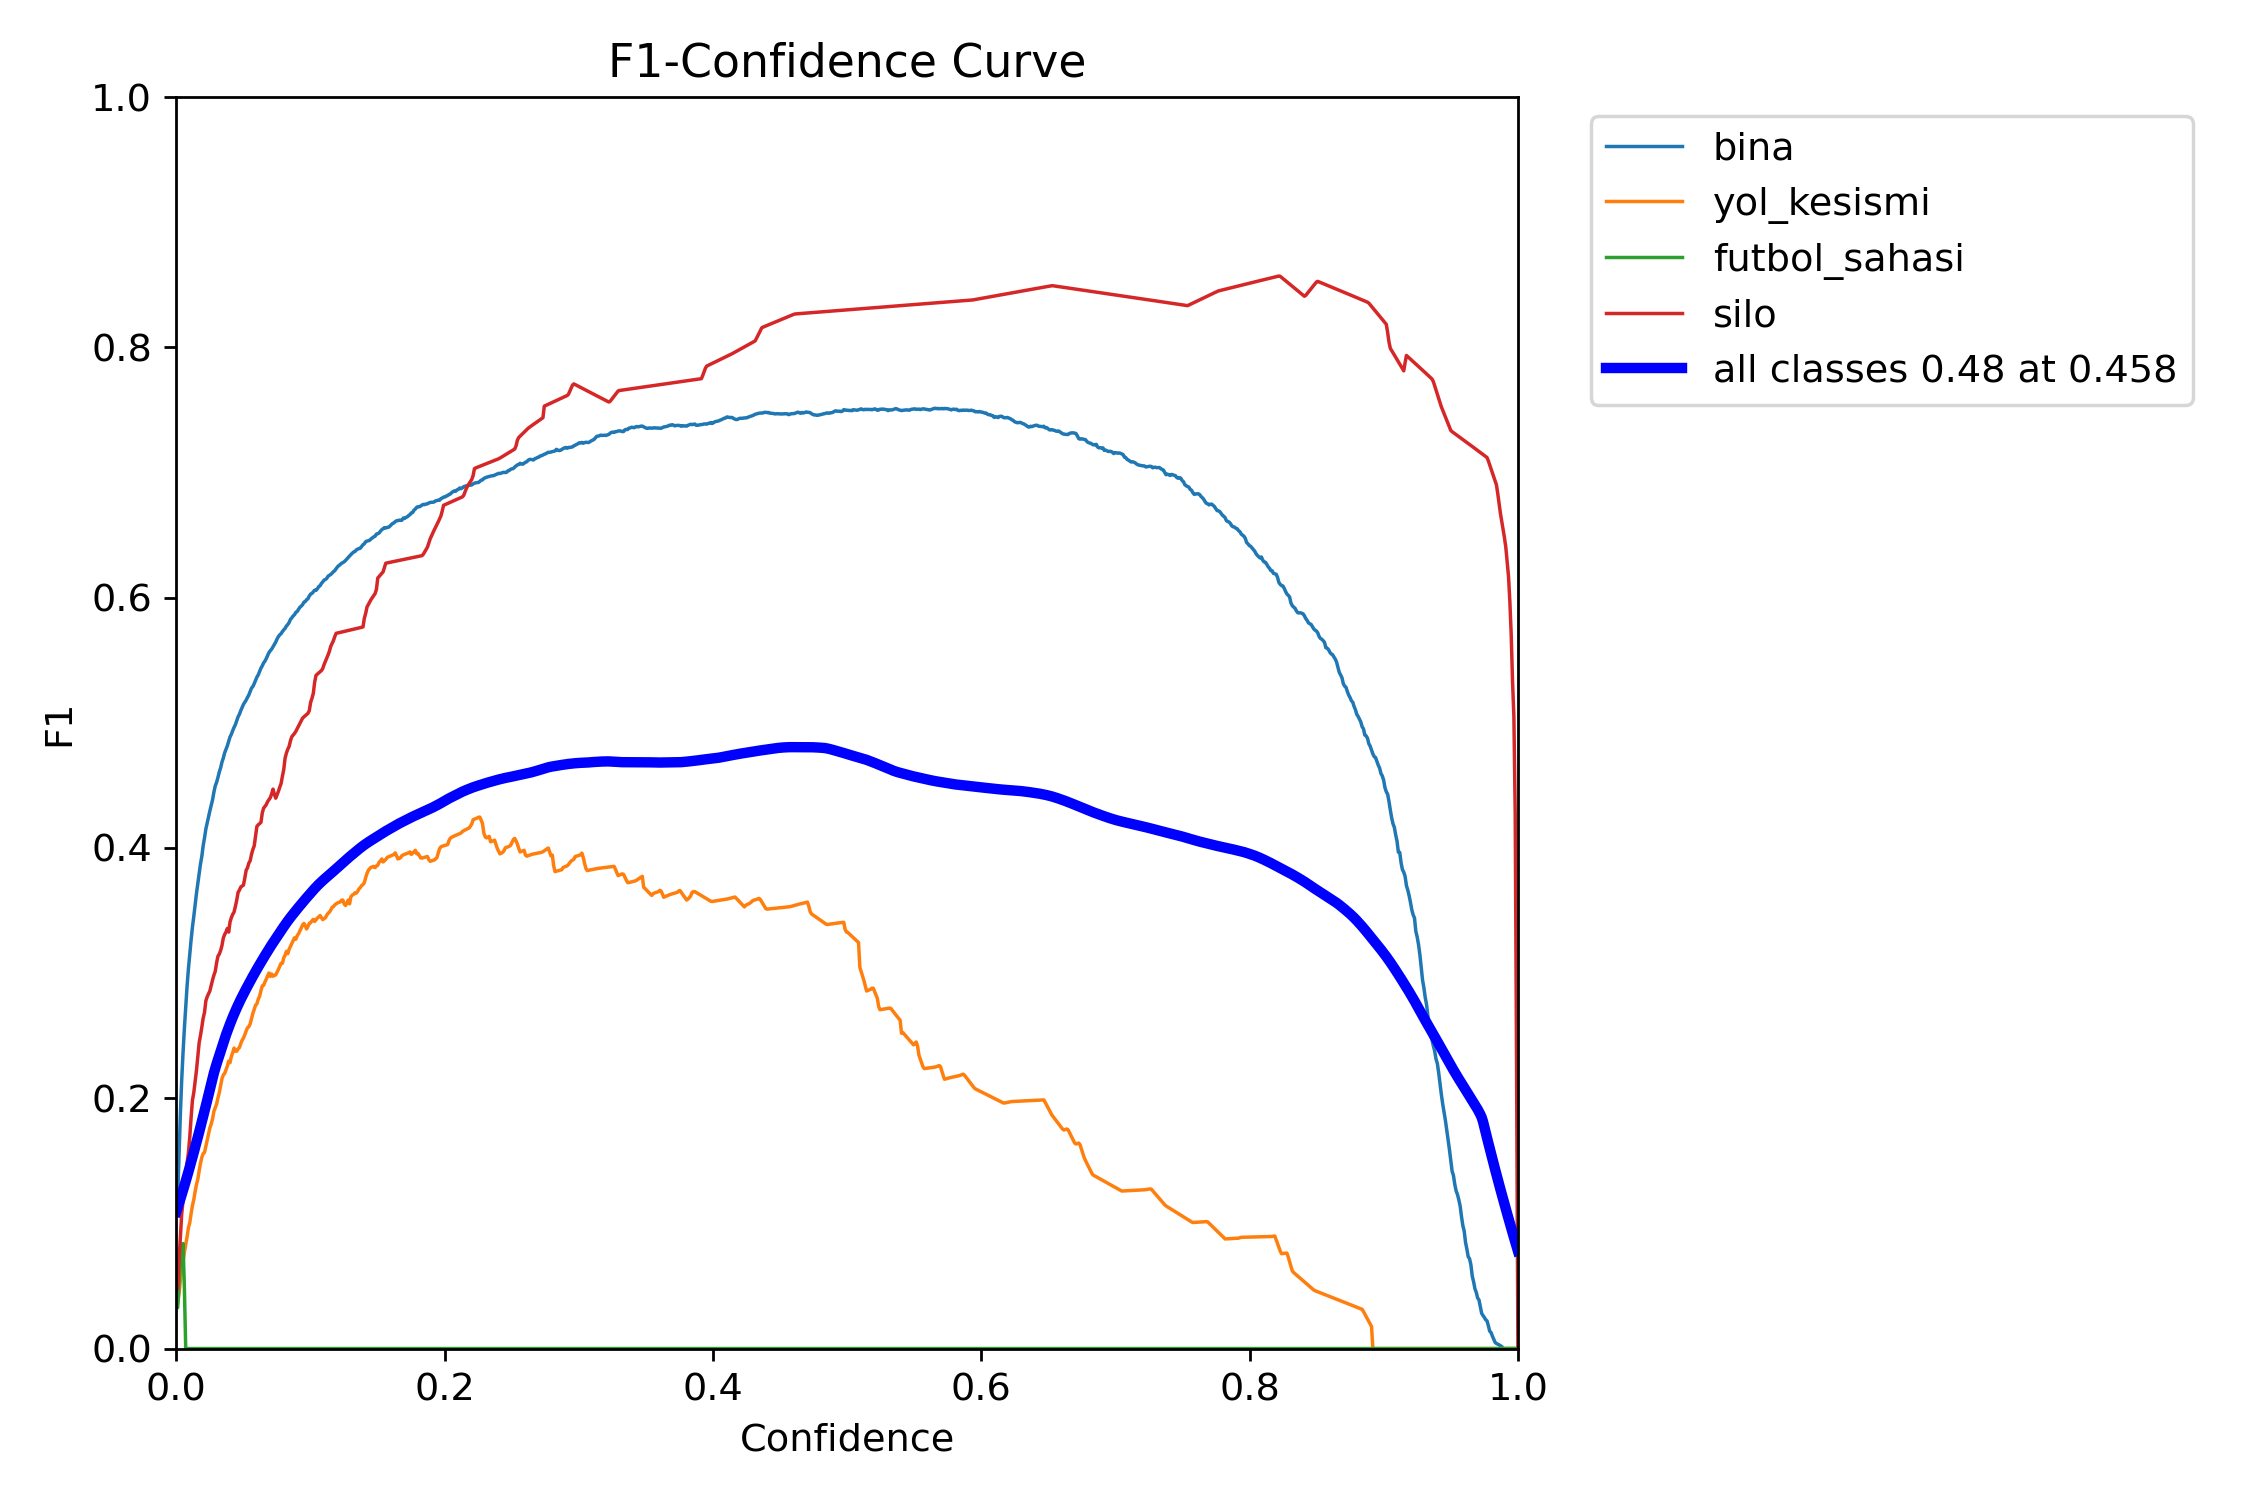 F1-Confidence Curve
1.0
0.8
0.6
0.4
0.2
0.0
F1
0.0 0.2 0.4 0.6 0.8 1.0
Confidence
bina
yol_kesismi
futbol_sahasi
silo
all classes 0.48 at 0.458